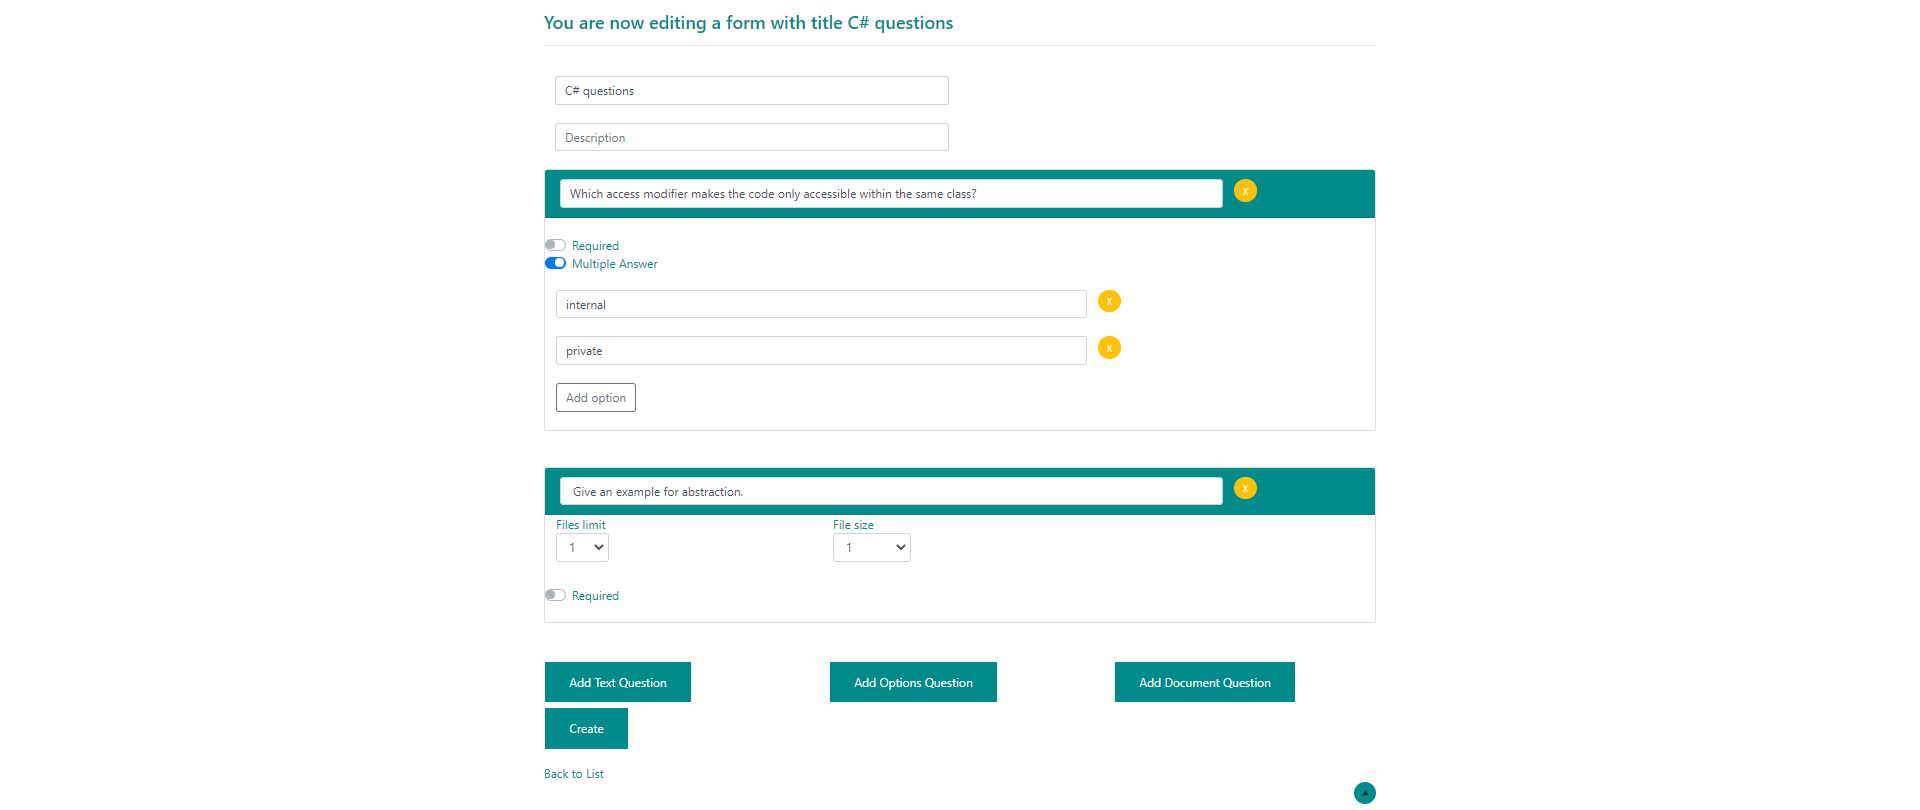 You are now editing a form with title C# questions
C# questions
Description
Which access modifier makes the code only accessible within the same class?
x
Required
Multiple Answer
internal
x
private
x
Add option
Give an example for abstraction.
x
Files limit File size
1 1
Required
Add Text Question Add Options Question Add Document Question
Create
Back to List